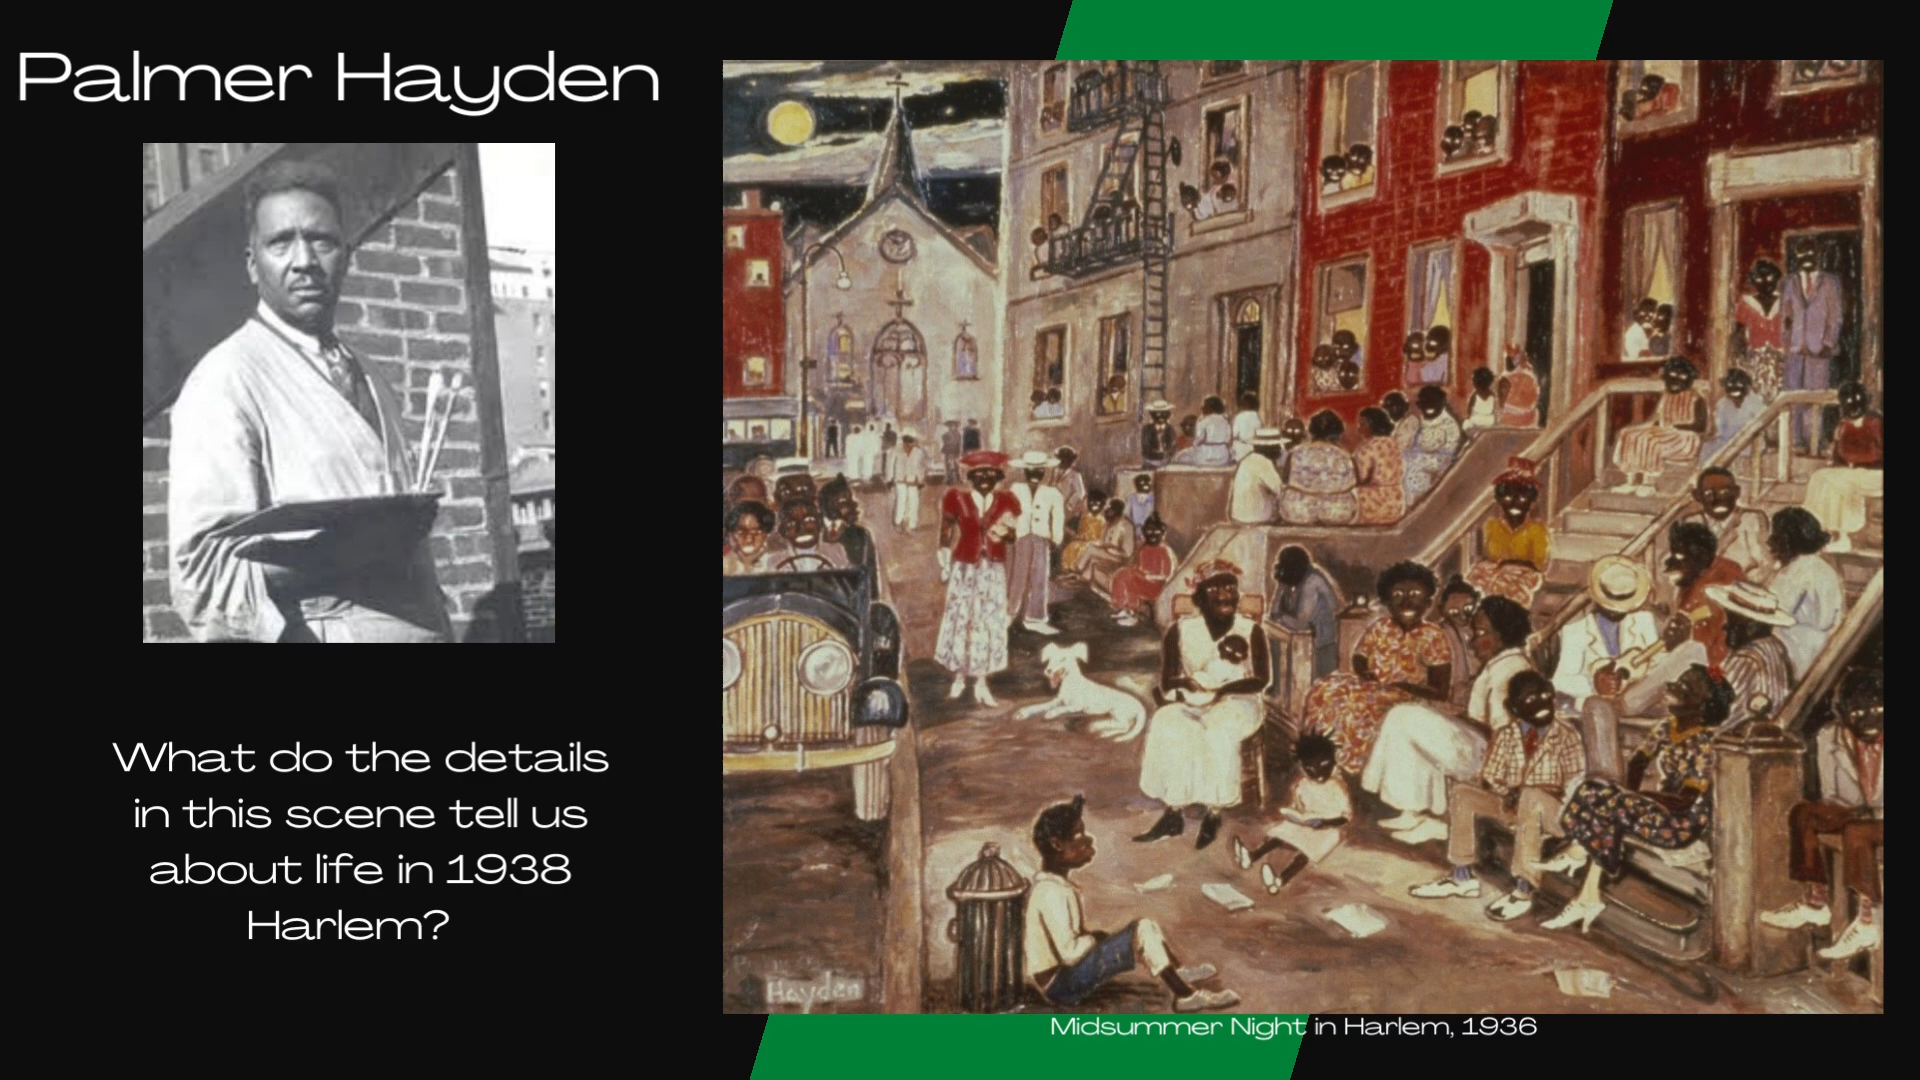 Palmer Hayden
What do the details
in this scene tell us
about life in 1938
Harlem?
Hayden
Midsummer Night in Harlem, 1936